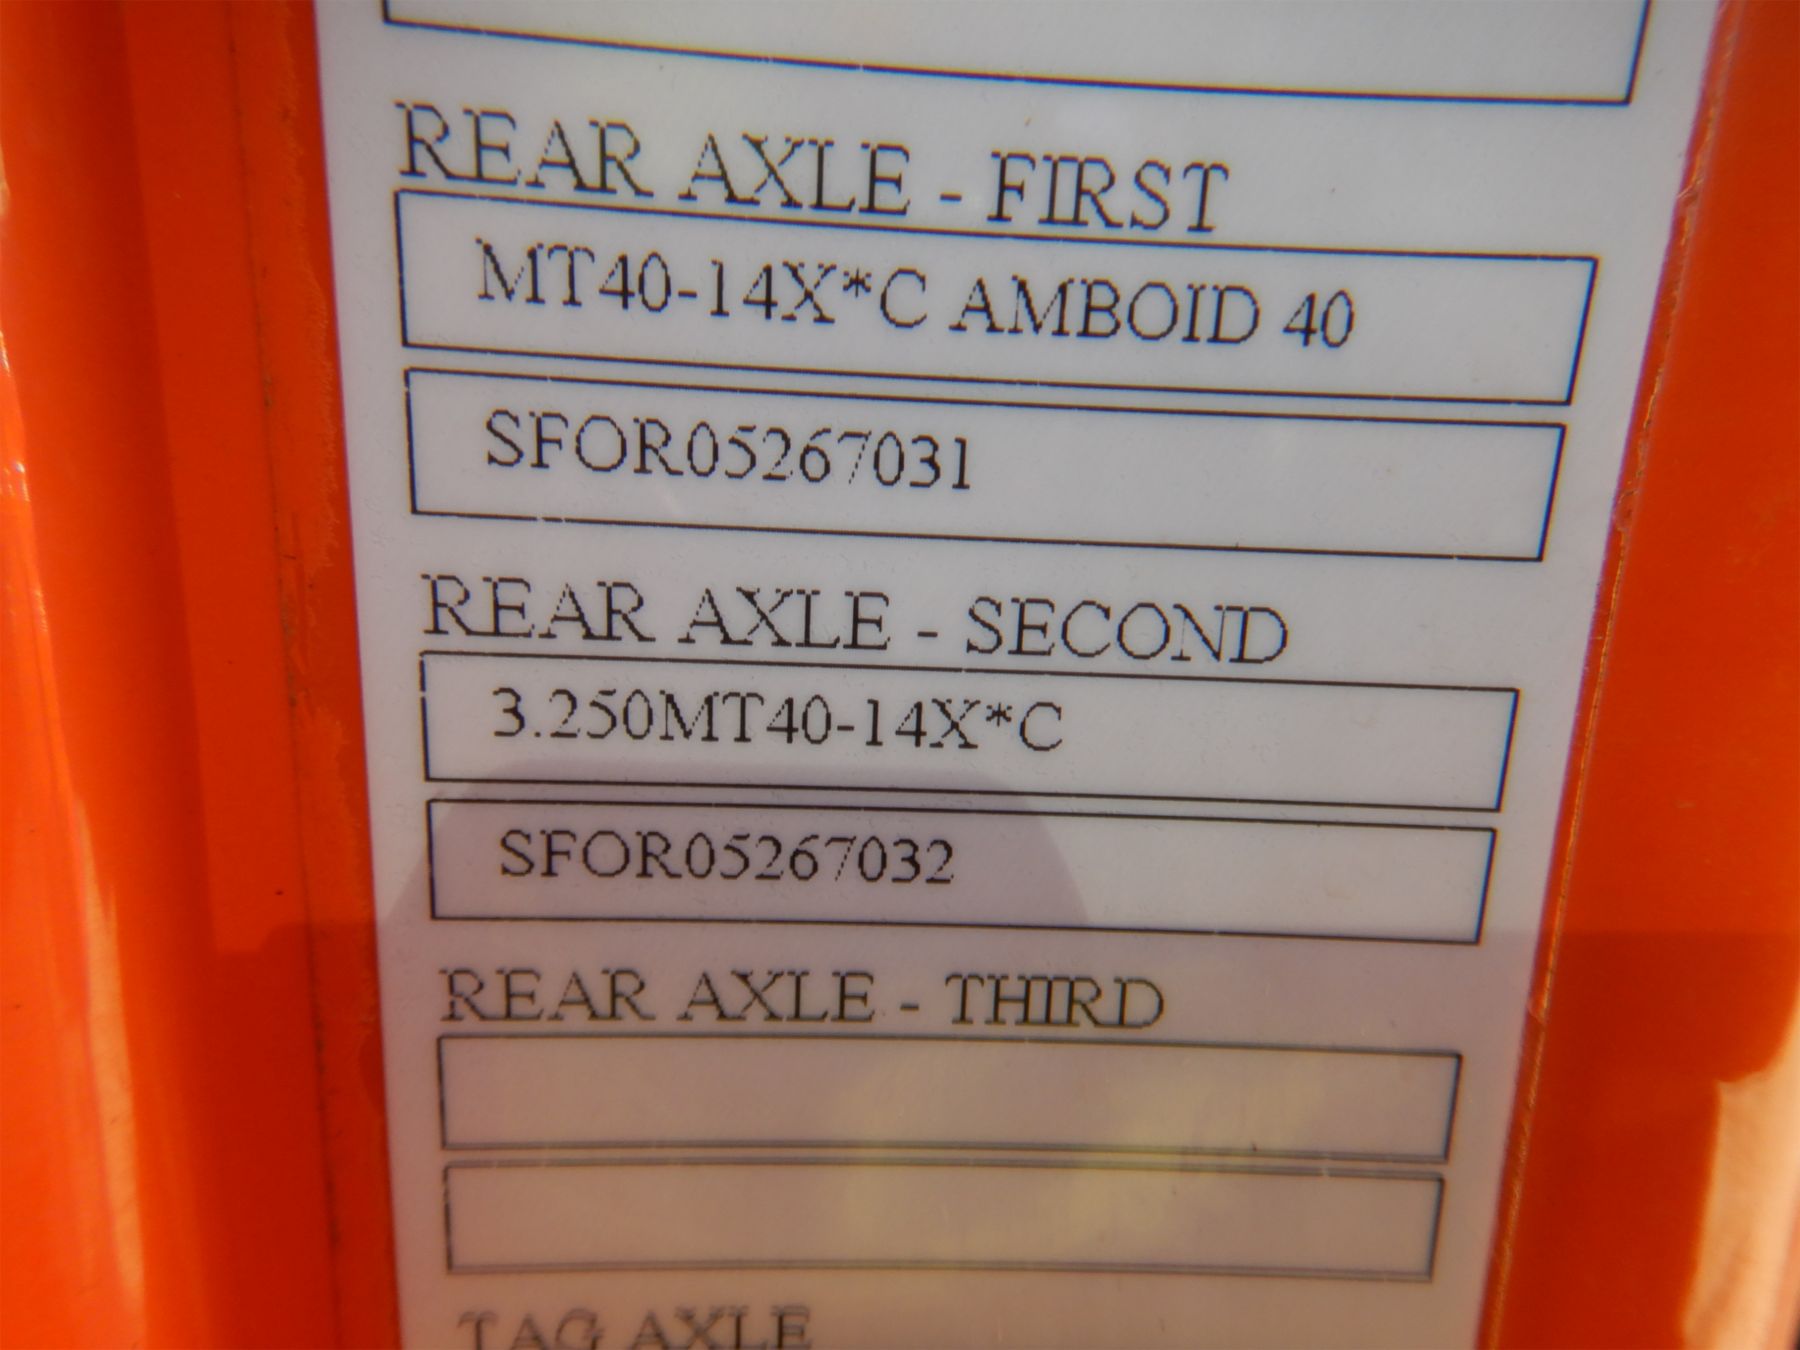 REAR AXLE - FIRST
MT40-14X*C AMBOID 40
SFOR05267031
REAR AXLE - SECOND
3.250MT40-14X*C
SFOR05267032
REAR AXLE - THIRD
TAG AXLE